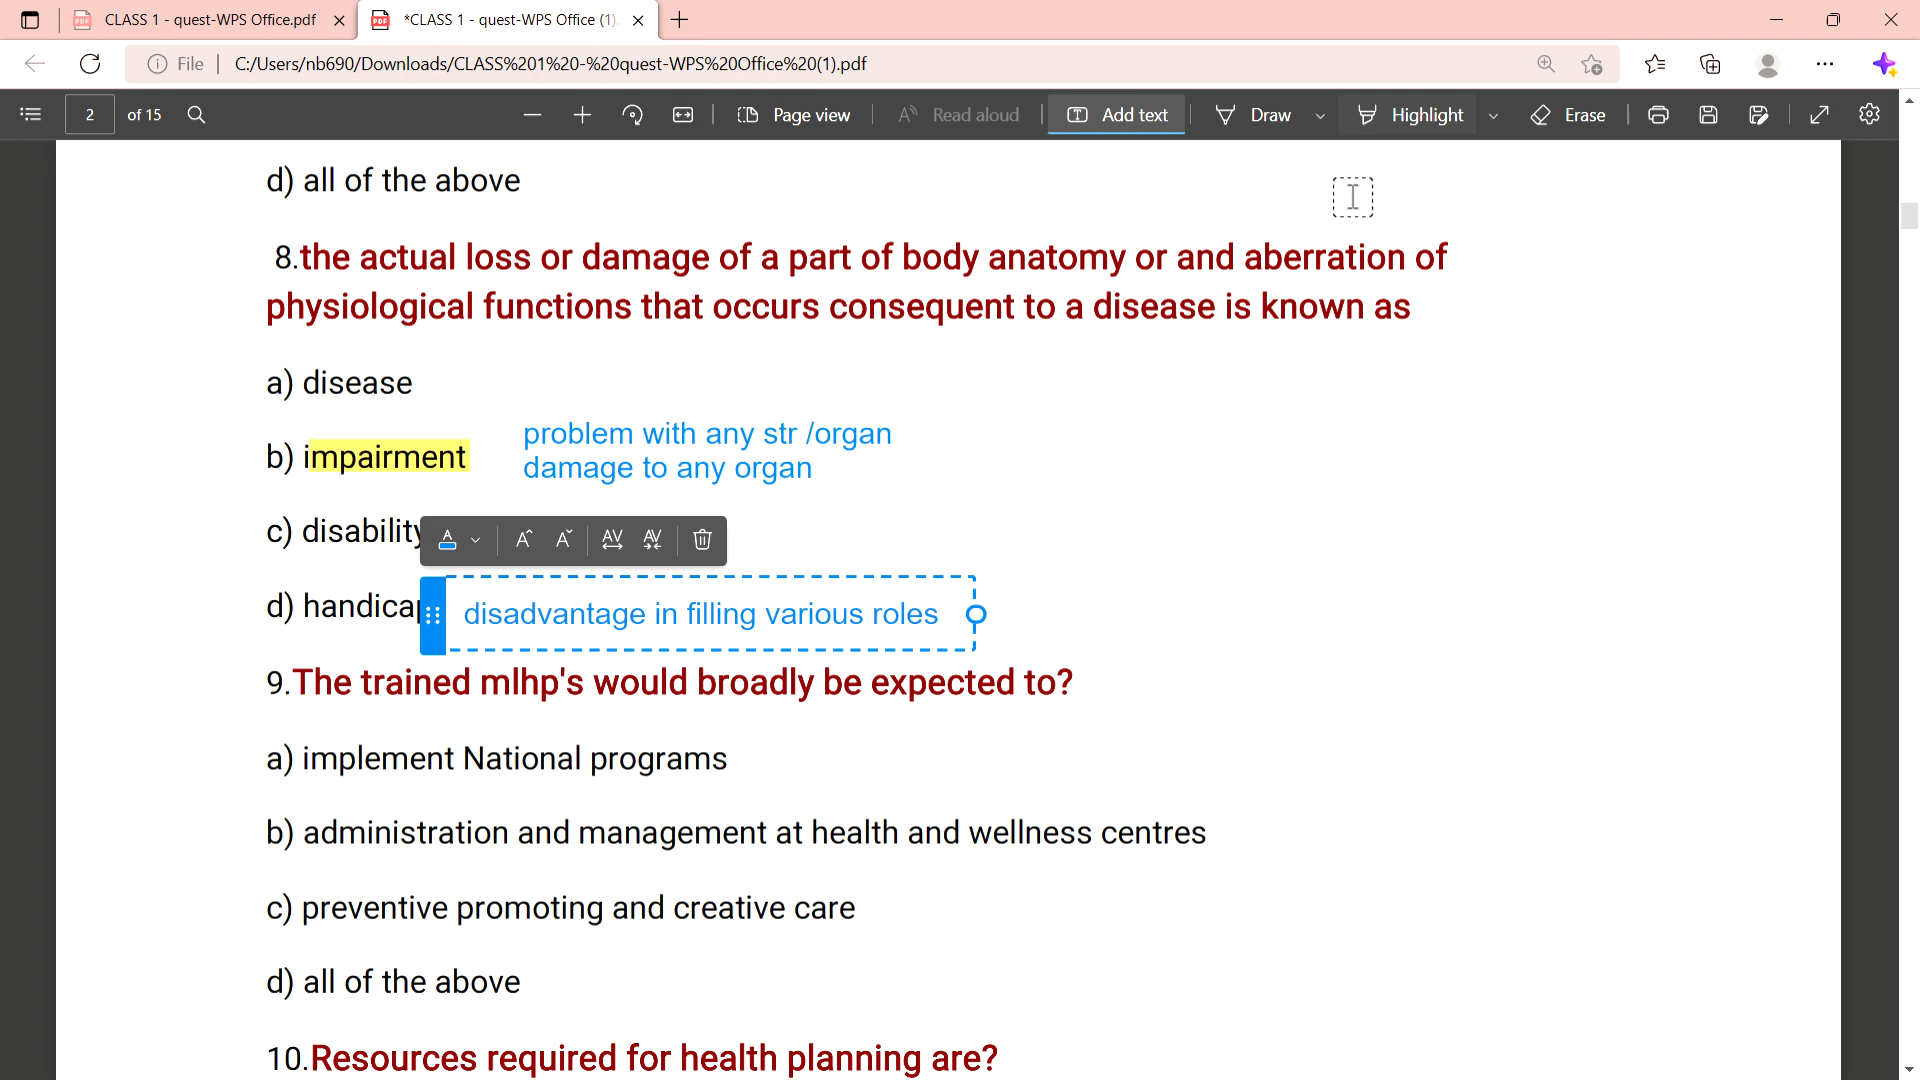 CLASS 1 - quest-WPS Office.pdf
*CLASS 1 - quest-WPS Office (1).
File
C:/Users/nb690/Downloads/CLASS%201%20-%20quest-WPS%20Office%20(1).pdf
2 of 15
Page view
Read aloud
Add text
Draw
Highlight
Erase
d) all of the above
8.the actual loss or damage of a part of body anatomy or and aberration of
physiological functions that occurs consequent to a disease is known as
a) disease
b) impairment
problem with any str /organ
damage to any organ
c) disability
d) handicap
disadvantage in filling various roles
9.The trained mlhp's would broadly be expected to?
a) implement National programs
b) administration and management at health and wellness centres
c) preventive promoting and creative care
d) all of the above
10.Resources required for health planning are?